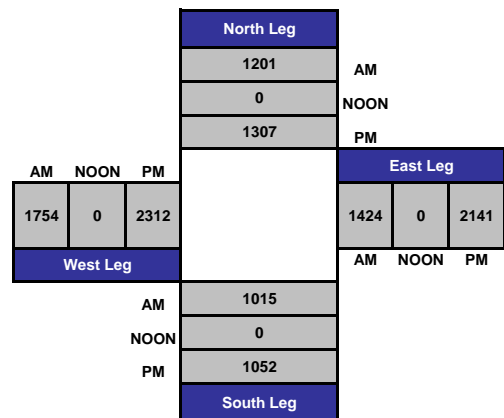 North Leg
1201 AM
0 NOON
1307 PM
AM NOON PM
East Leg
1754 0 2312
1424 0 2141
West Leg
AM NOON PM
AM 1015
NOON 0
PM 1052
South Leg